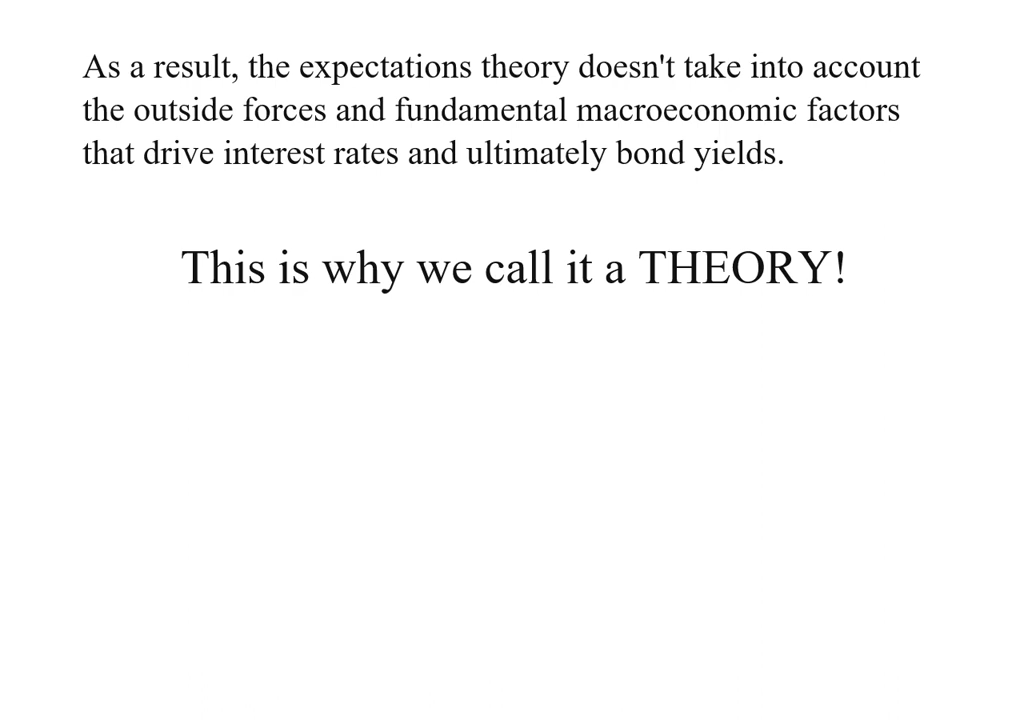 As a result, the expectations theory doesn't take into account
the outside forces and fundamental macroeconomic factors
that drive interest rates and ultimately bond yields.
This is why we call it a THEORY!